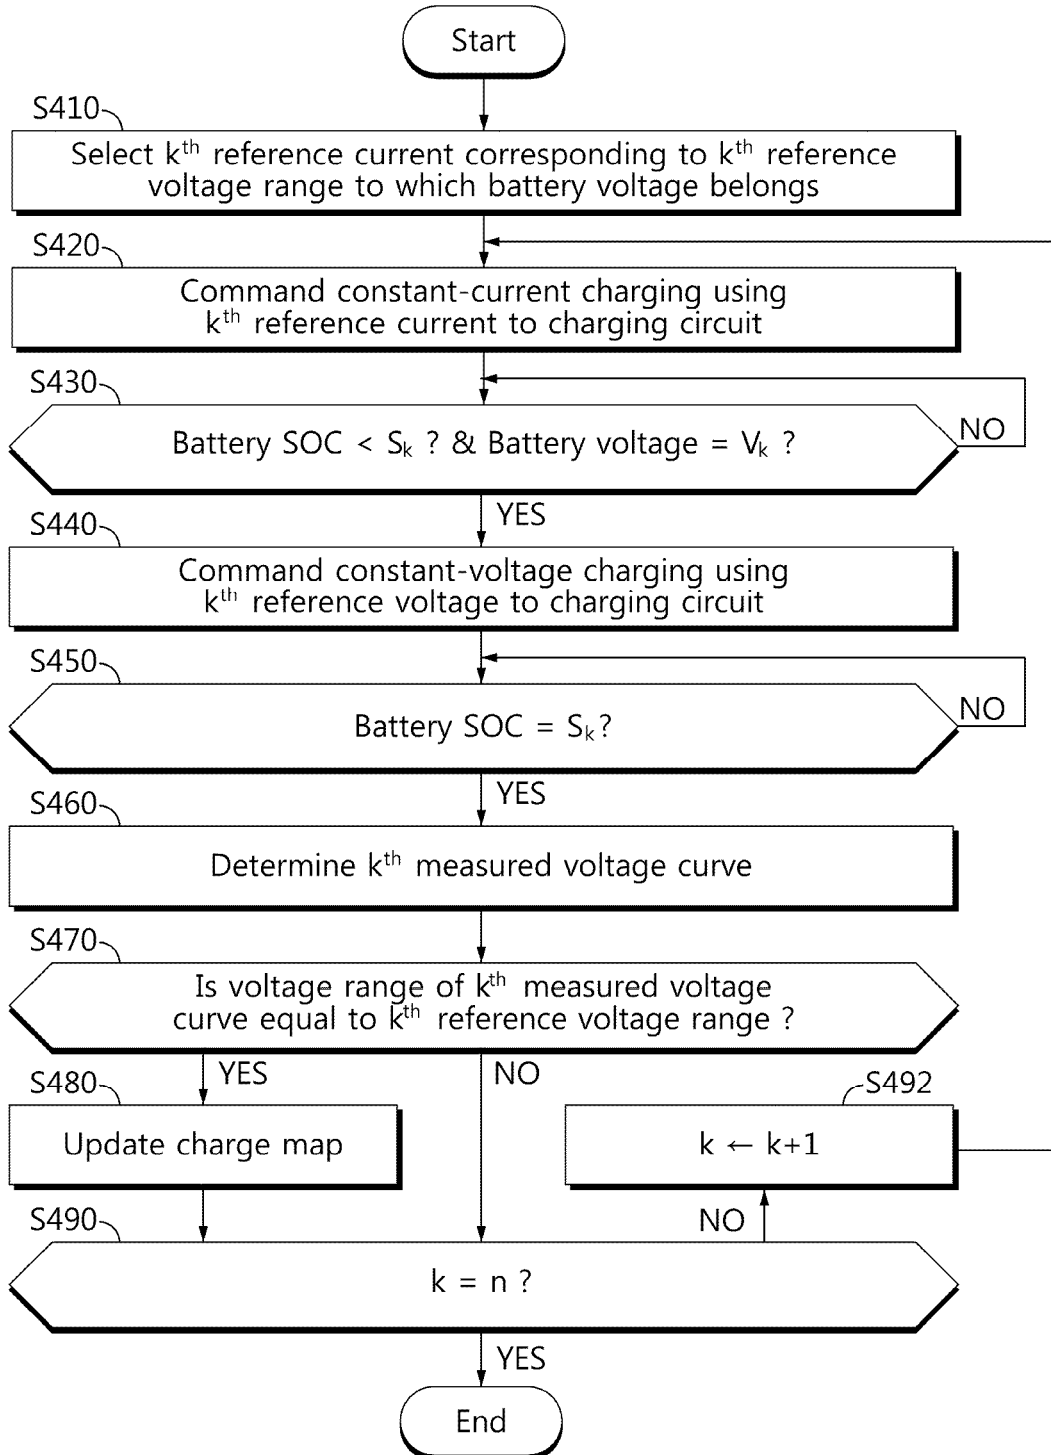 Start
S410
Select kth reference current corresponding to kth reference
voltage range to which battery voltage belongs
S420
Command constant-current charging using
kth reference current to charging circuit
S430
Battery SOC < Sk ? & Battery voltage = Vk ?
NO
YES
S440
Command constant-voltage charging using
kth reference voltage to charging circuit
S450
Battery SOC = Sk?
NO
YES
S460
Determine kth measured voltage curve
S470
Is voltage range of kth measured voltage
curve equal to kth reference voltage range ?
YES
NO
S480
Update charge map
S492
k ← k+1
NO
S490
k = n ?
YES
End